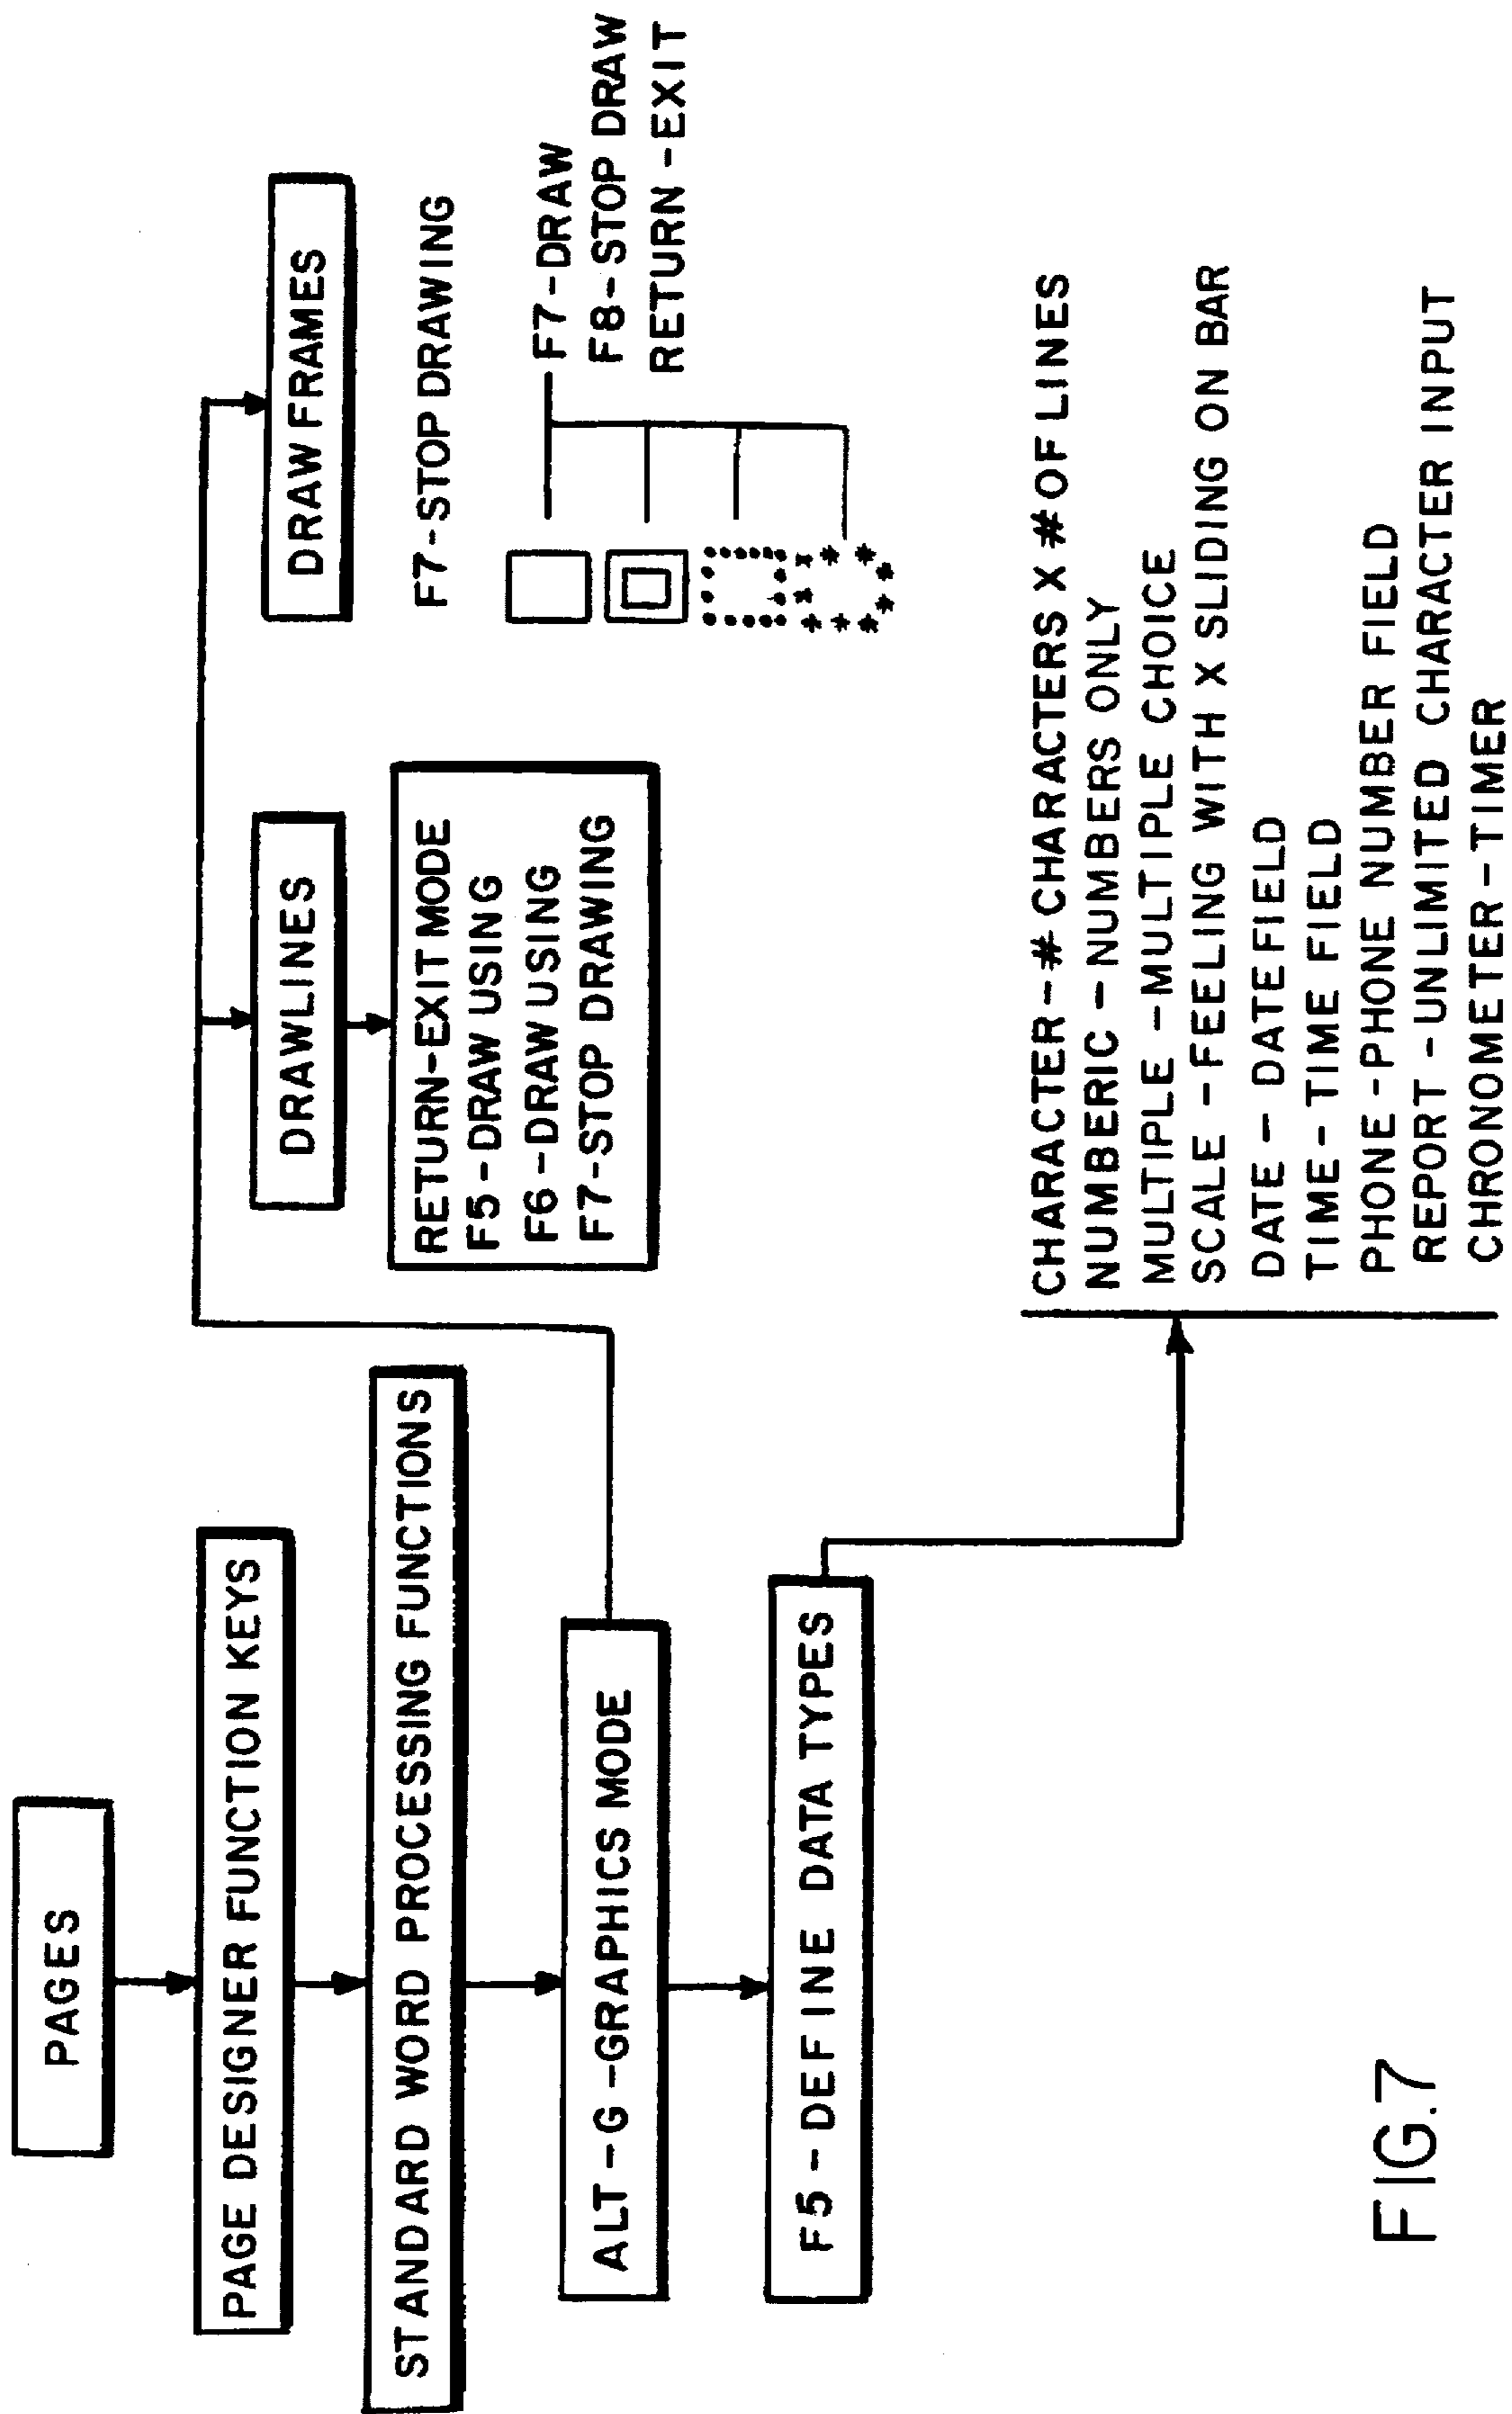 PAGES
PAGE DESIGNER FUNCTION KEYS
STANDARD WORD PROCESSING FUNCTIONS
ALT-G-GRAPHICS MODE
F5-DEFINE DATA TYPES
DRAWLINES
RETURN-EXIT MODE
F5-DRAW USING
F6-DRAW USING
F7-STOP DRAWING
DRAW FRAMES
F7-STOP DRAWING
F7-DRAW
F8-STOP DRAW
RETURN-EXIT
CHARACTER-# CHARACTERS X # OF LINES
NUMBERIC-NUMBERS ONLY
MULTIPLE-MULTIPLE CHOICE
SCALE-FEELING WITH X SLIDING ON BAR
DATE-DATE FIELD
TIME-TIME FIELD
PHONE-PHONE NUMBER FIELD
REPORT-UNLIMITED CHARACTER INPUT
CHRONOMETER-TIMER
FIG.7